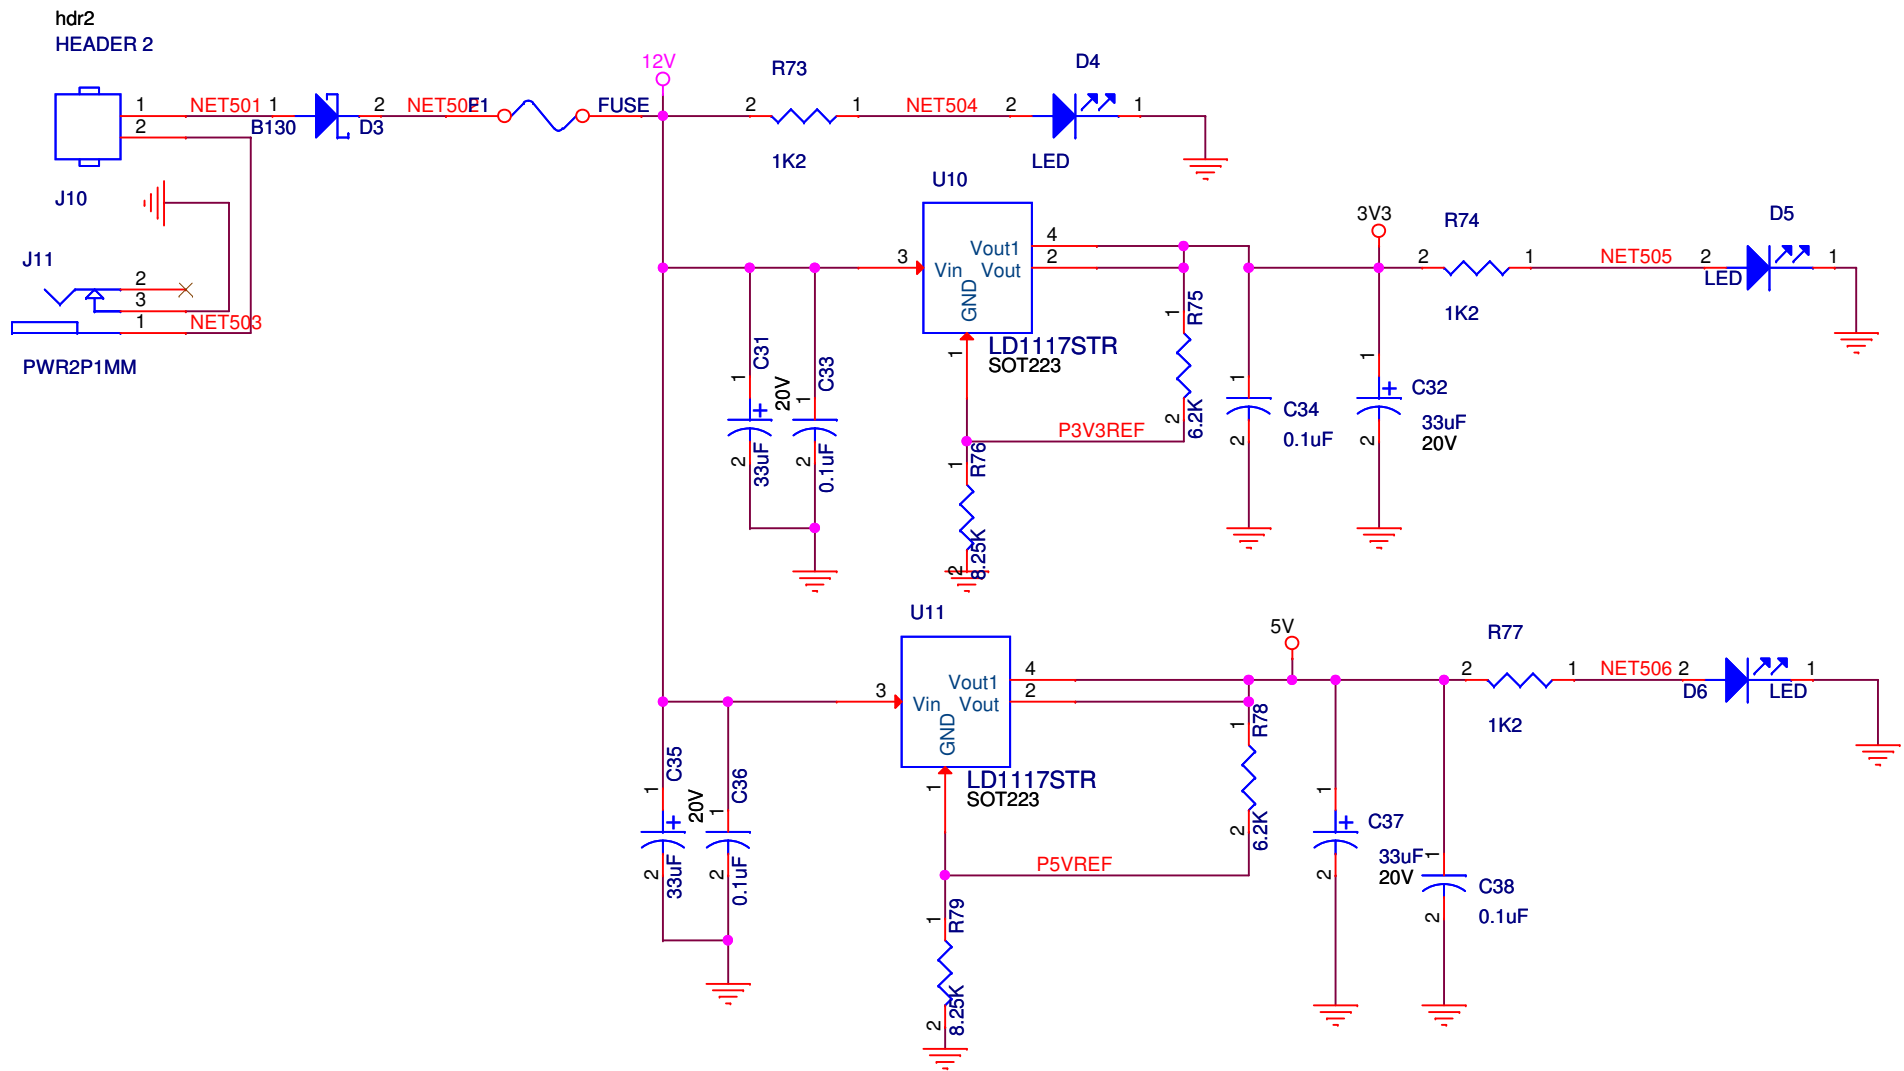 hdr2
HEADER 2
1
2
J10
NET501
1
B130
2
D3
NET502
F1
FUSE
12V
R73
2
1
1K2
NET504
D4
2
1
LED
J11
2
3
1
NET503
PWR2P1MM
U10
3
Vin
Vout1
Vout
GND
4
2
1
LD1117STR
SOT223
C31
1
20V
2
33uF
C33
1
2
0.1uF
R75
1
2
6.2K
P3V3REF
R76
1
2
8.25K
1
C34
0.1uF
2
3V3
1
C32
33uF
20V
2
R74
2
1
1K2
NET505
D5
2
1
LED
U11
3
Vin
Vout1
Vout
GND
4
2
1
LD1117STR
SOT223
C35
1
20V
2
33uF
C36
1
2
0.1uF
R78
1
2
6.2K
P5VREF
R79
1
2
8.25K
5V
1
C37
33uF
20V
2
1
C38
0.1uF
2
R77
2
1
1K2
NET506
2
1
D6
LED